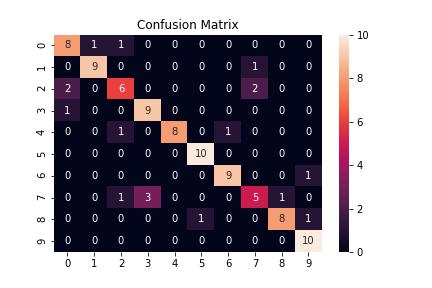 Confusion Matrix
0 8 1 1 0 0 0 0 0 0 0
1 0 9 0 0 0 0 0 1 0 0
2 2 0 6 0 0 0 0 2 0 0
3 1 0 0 9 0 0 0 0 0 0
4 0 0 1 0 8 0 1 0 0 0
5 0 0 0 0 0 10 0 0 0 0
6 0 0 0 0 0 0 9 0 0 1
7 0 0 1 3 0 0 0 5 1 0
8 0 0 0 0 0 1 0 0 8 1
9 0 0 0 0 0 0 0 0 0 10
0 1 2 3 4 5 6 7 8 9
10
8
6
4
2
0